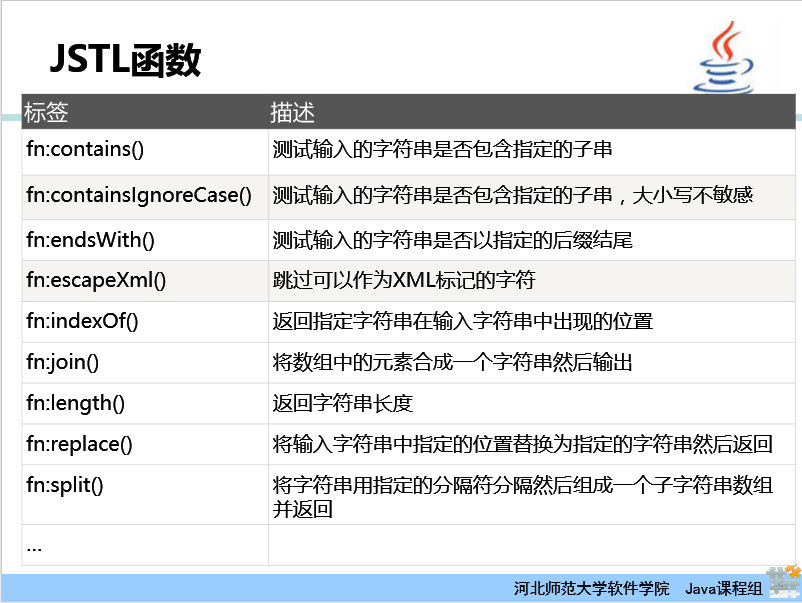 JSTL函数
标签 描述
fn:contains() 测试输入的字符串是否包含指定的子串
fn:containsIgnoreCase() 测试输入的字符串是否包含指定的子串，大小写不敏感
fn:endsWith() 测试输入的字符串是否以指定的后缀结尾
fn:escapeXml() 跳过可以作为XML标记的字符
fn:indexOf() 返回指定字符串在输入字符串中出现的位置
fn:join() 将数组中的元素合成一个字符串然后输出
fn:length() 返回字符串长度
fn:replace() 将输入字符串中指定的位置替换为指定的字符串然后返回
fn:split() 将字符串用指定的分隔符分隔然后组成一个子字符串数组
并返回
...
河北师范大学软件学院 Java课程组